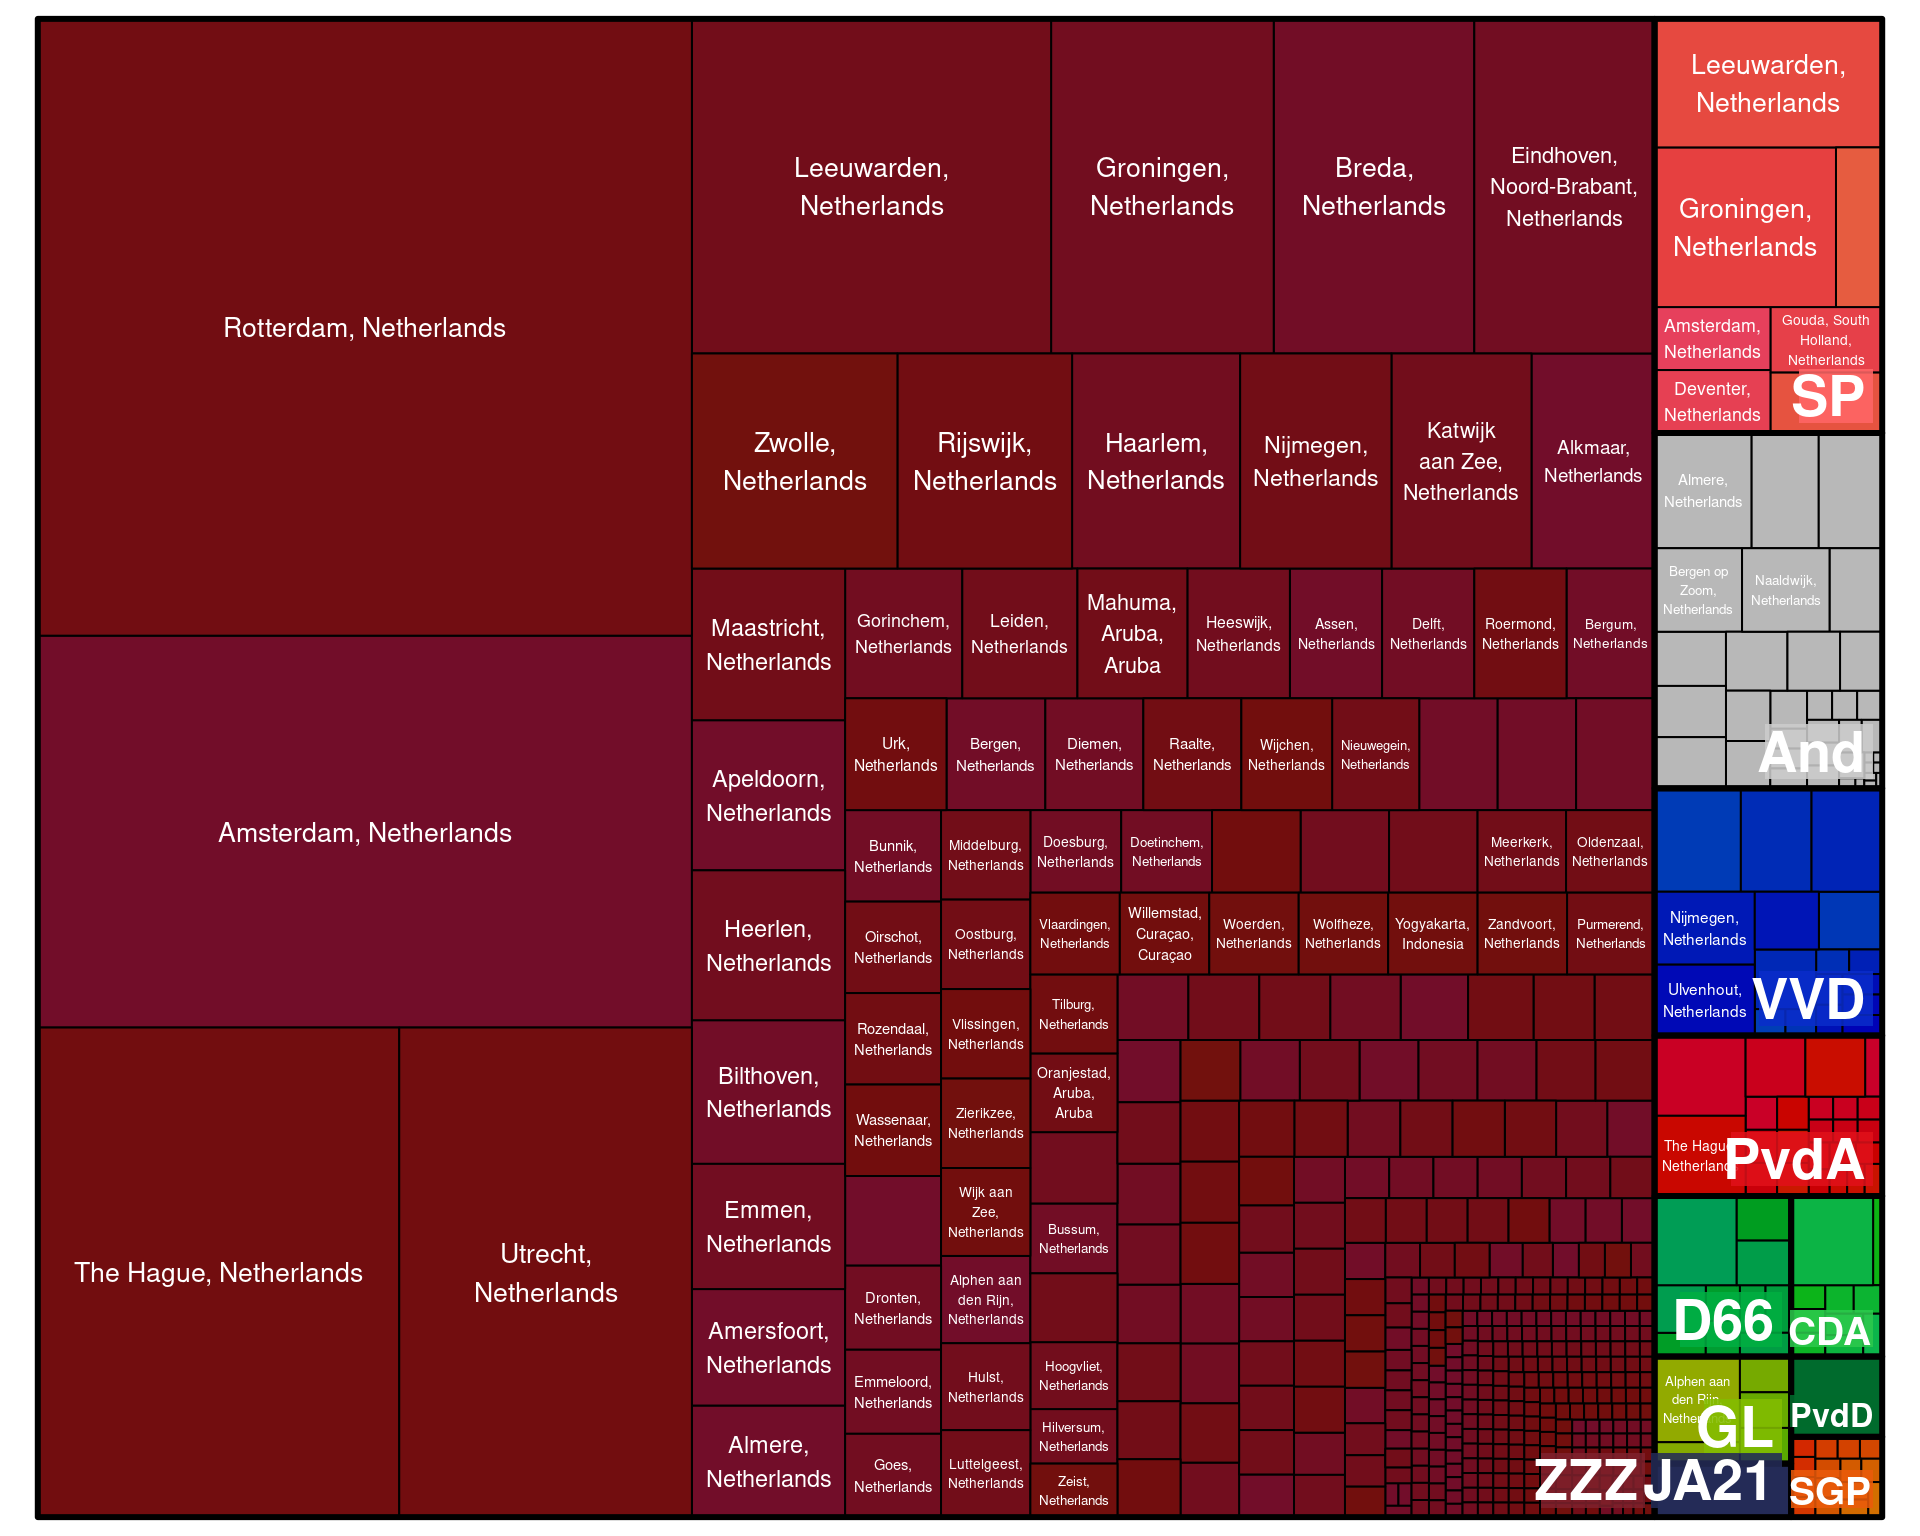 Rotterdam, Netherlands
Amsterdam, Netherlands
The Hague, Netherlands
Utrecht,
Netherlands
Leeuwarden,
Netherlands
Groningen,
Netherlands
Breda,
Netherlands
Eindhoven,
Noord-Brabant,
Netherlands
Zwolle,
Netherlands
Rijswijk,
Netherlands
Haarlem,
Netherlands
Nijmegen,
Netherlands
Katwijk
aan Zee,
Netherlands
Alkmaar,
Netherlands
Maastricht,
Netherlands
Apeldoorn,
Netherlands
Heerlen,
Netherlands
Bilthoven,
Netherlands
Emmen,
Netherlands
Amersfoort,
Netherlands
Almere,
Netherlands
Gorinchem,
Netherlands
Leiden,
Netherlands
Mahuma,
Aruba,
Aruba
Heeswijk,
Netherlands
Assen,
Netherlands
Delft,
Netherlands
Roermond,
Netherlands
Bergum,
Netherlands
Urk,
Netherlands
Bergen,
Netherlands
Diemen,
Netherlands
Raalte,
Netherlands
Wijchen,
Netherlands
Nieuwegein,
Netherlands
Bunnik,
Netherlands
Oirschot,
Netherlands
Rozendaal,
Netherlands
Wassenaar,
Netherlands
Dronten,
Netherlands
Emmeloord,
Netherlands
Goes,
Netherlands
Middelburg,
Netherlands
Oostburg,
Netherlands
Vlissingen,
Netherlands
Zierikzee,
Netherlands
Wijk aan
Zee,
Netherlands
Alphen aan
den Rijn,
Netherlands
Hulst,
Netherlands
Luttelgeest,
Netherlands
Doesburg,
Netherlands
Doetinchem,
Netherlands
Meerkerk,
Netherlands
Oldenzaal,
Netherlands
Vlaardingen,
Netherlands
Willemstad,
Curaçao,
Curaçao
Woerden,
Netherlands
Wolfheze,
Netherlands
Yogyakarta,
Indonesia
Zandvoort,
Netherlands
Purmerend,
Netherlands
Tilburg,
Netherlands
Oranjestad,
Aruba,
Aruba
Bussum,
Netherlands
Hoogvliet,
Netherlands
Hilversum,
Netherlands
Zeist,
Netherlands
ZZZ
Leeuwarden,
Netherlands
Groningen,
Netherlands
Amsterdam,
Netherlands
Gouda, South
Holland,
Netherlands
Deventer,
Netherlands
SP
Almere,
Netherlands
Bergen op
Zoom,
Netherlands
Naaldwijk,
Netherlands
And
Nijmegen,
Netherlands
Ulvenhout,
Netherlands
VVD
The Hague,
Netherlands
PvdA
D66
CDA
Alphen aan
den Rijn,
Netherlands
GL
PvdD
JA21
SGP